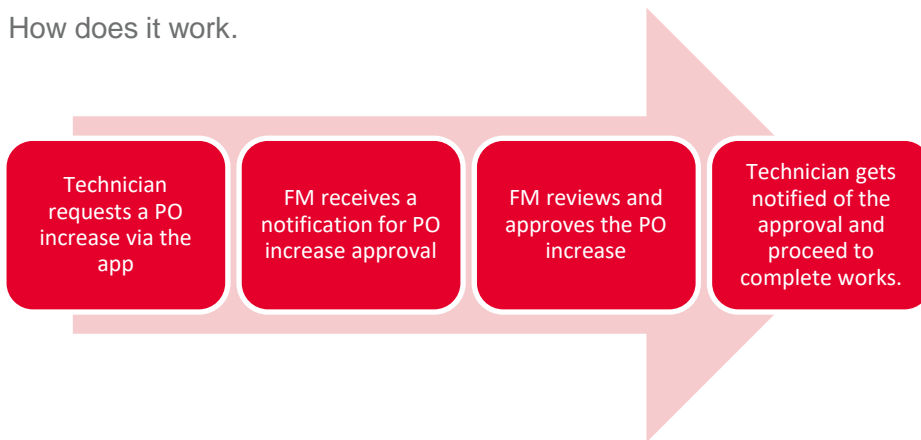 How does it work.
Technician
requests a PO
increase via the
app
FM receives a
notification for PO
increase approval
FM reviews and
approves the PO
increase
Technician gets
notified of the
approval and
proceed to
complete works.